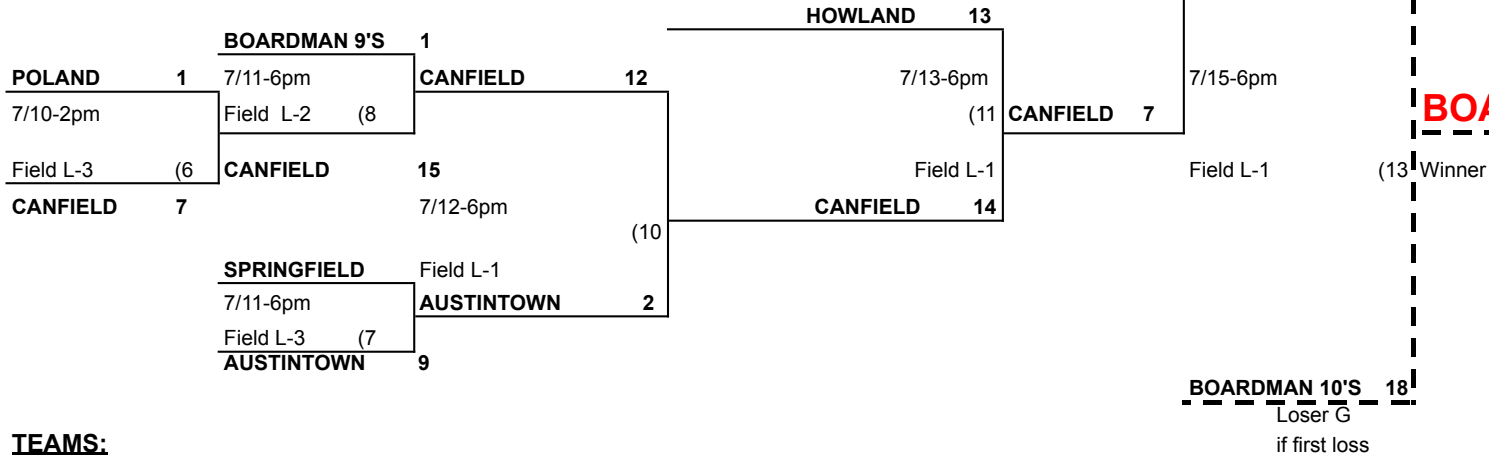 HOWLAND 13
BOARDMAN 9'S 1
POLAND 1 7/11-6pm CANFIELD 12 7/13-6pm 7/15-6pm
7/10-2pm Field L-2 (8 (11 CANFIELD 7 BOA
Field L-3 (6 CANFIELD 15 Field L-1 Field L-1 (13 Winner
CANFIELD 7 7/12-6pm CANFIELD 14
(10
SPRINGFIELD Field L-1
7/11-6pm AUSTINTOWN 2
Field L-3 (7
AUSTINTOWN 9
BOARDMAN 10'S 18
Loser G
TEAMS: if first loss